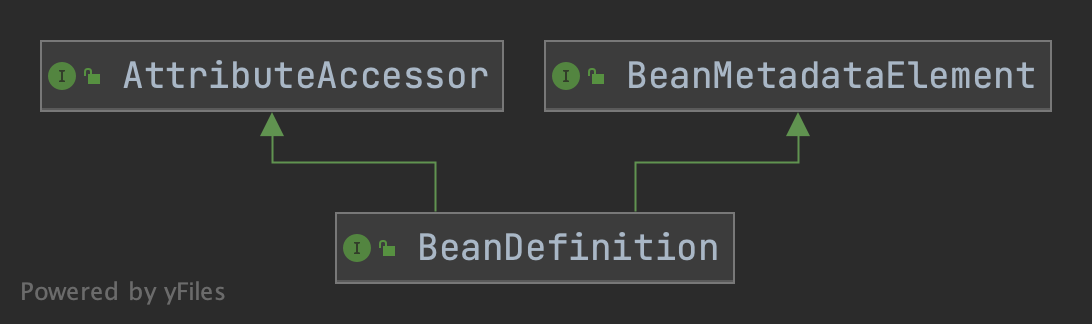 I AttributeAccessor
I BeanMetadataElement
I BeanDefinition
Powered by yFiles